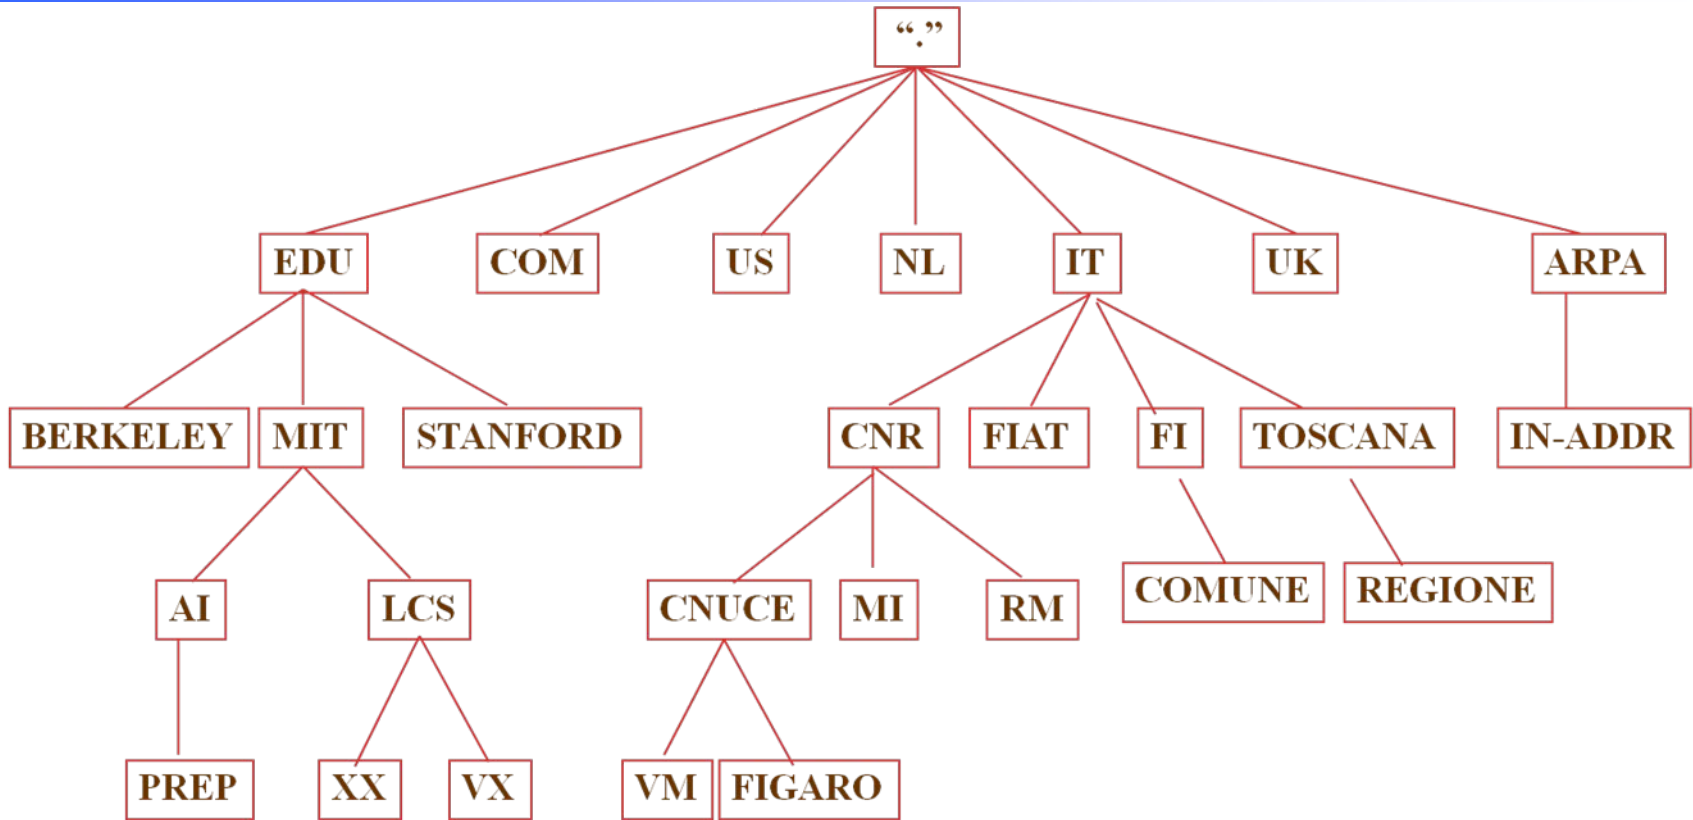 “.”
EDU COM US NL IT UK ARPA
BERKELEY MIT STANFORD CNR FIAT FI TOSCANA IN-ADDR
COMUNE REGIONE
AI LCS CNUCE MI RM
PREP XX VX VM FIGARO